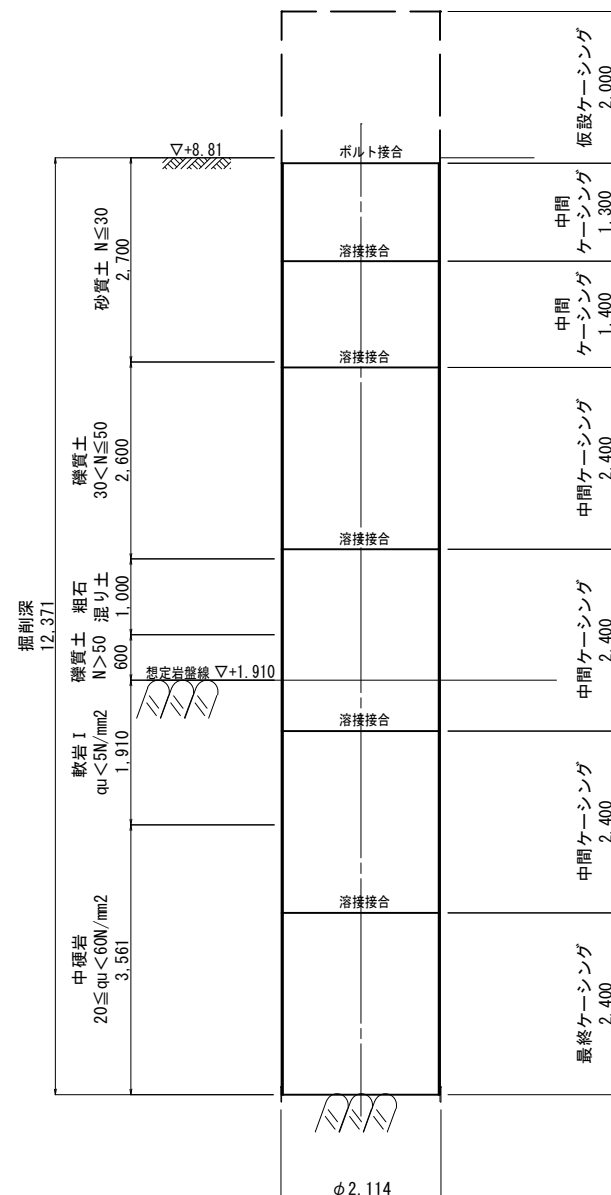 仮設ケーシング
2,000
▽+8.81
ボルト接合
中間
ケーシング
1,300
砂質土 N≦30
2,700
溶接接合
中間
ケーシング
1,400
溶接接合
礫質土
30＜N≦50
2,600
中間ケーシング
2,400
溶接接合
掘削深
12,371
粗石
混り土
1,000
礫質土
N＞50
600
想定岩盤線 ▽+1.910
中間ケーシング
2,400
溶接接合
軟岩Ⅰ
qu＜5N/mm2
1,910
中間ケーシング
2,400
溶接接合
中硬岩
20≦qu＜60N/mm2
3,561
最終ケーシング
2,400
φ2,114